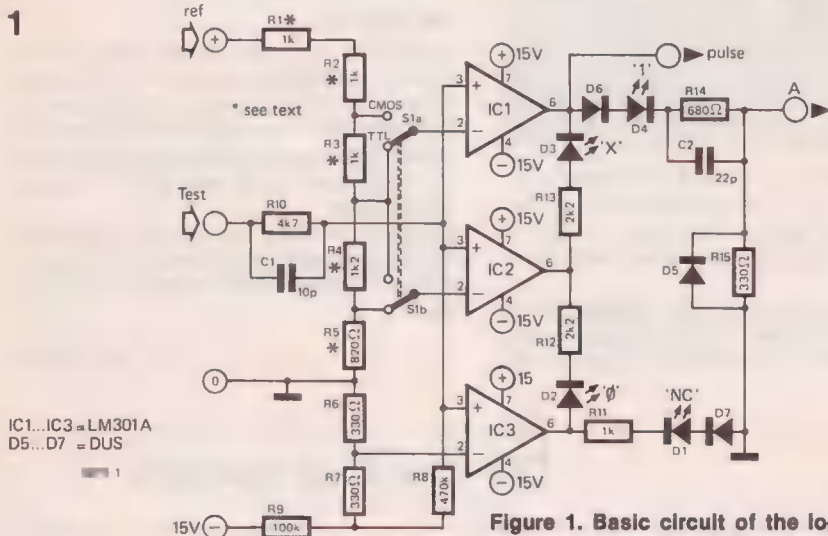 1
ref
+
R1*
1k
R2
*
1k
* see text
CMOS
S1a
TTL
R3
*
1k
Test
R10
4k7
C1
10p
R4
*
1k2
S1b
R5
*
820Ω
0
R6
330Ω
R7
330Ω
R8
470k
15V −
R9
100k
IC1...IC3 = LM301A
D5...D7 = DUS
1
+ 15V
7
3
+
IC1
6
2
−
4
− 15V
+ 15V
7
3
+
IC2
6
2
−
4
− 15V
+ 15
7
3
+
IC3
6
2
−
4
− 15V
pulse
D6
'1'
D4
R14
680Ω
A
C2
22p
D3
'X'
R13
2k2
R12
2k2
D5
R15
330Ω
D2
'0'
R11
1k
'NC'
D1
D7
Figure 1. Basic circuit of the lo-